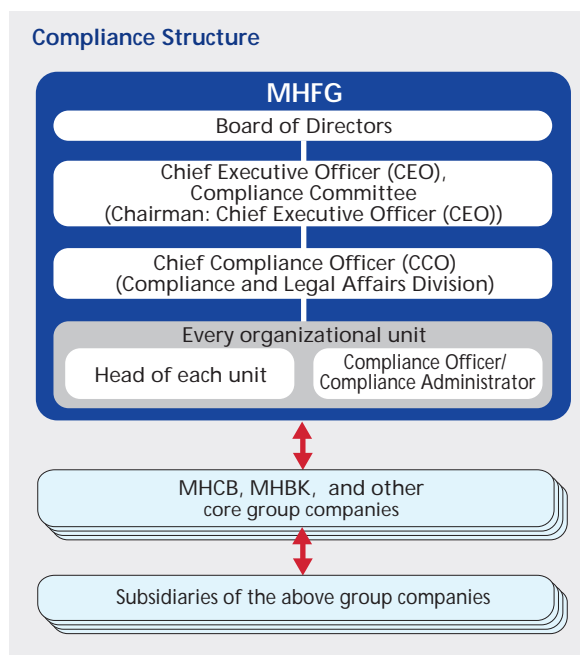 Compliance Structure
MHFG
Board of Directors
Chief Executive Officer (CEO),
Compliance Committee
(Chairman: Chief Executive Officer (CEO))
Chief Compliance Officer (CCO)
(Compliance and Legal Affairs Division)
Every organizational unit
Head of each unit
Compliance Officer/
Compliance Administrator
MHCB, MHBK, and other
core group companies
Subsidiaries of the above group companies